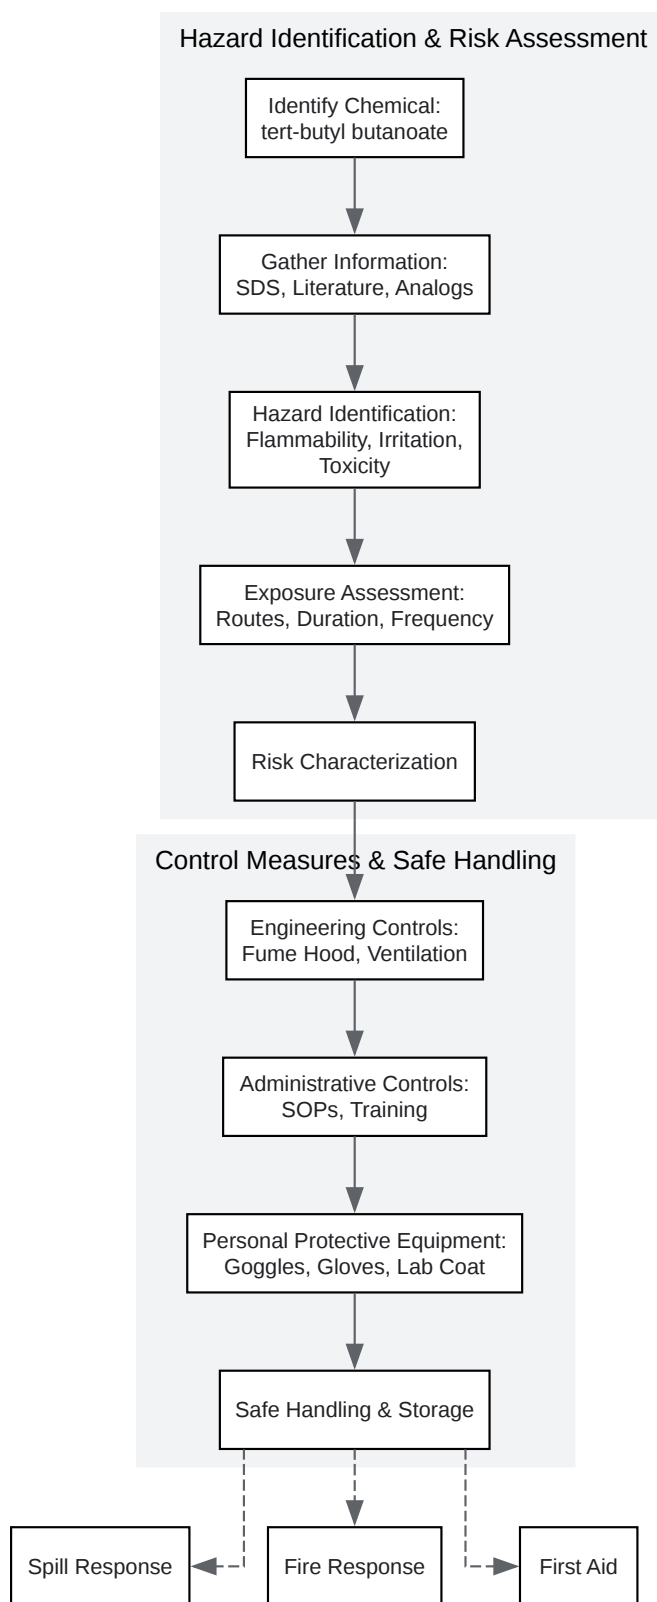 Hazard Identification & Risk Assessment
Identify Chemical:
tert-butyl butanoate
Gather Information:
SDS, Literature, Analogs
Hazard Identification:
Flammability, Irritation,
Toxicity
Exposure Assessment:
Routes, Duration, Frequency
Risk Characterization
Control Measures & Safe Handling
Engineering Controls:
Fume Hood, Ventilation
Administrative Controls:
SOPs, Training
Personal Protective Equipment:
Goggles, Gloves, Lab Coat
Safe Handling & Storage
Spill Response
Fire Response
First Aid